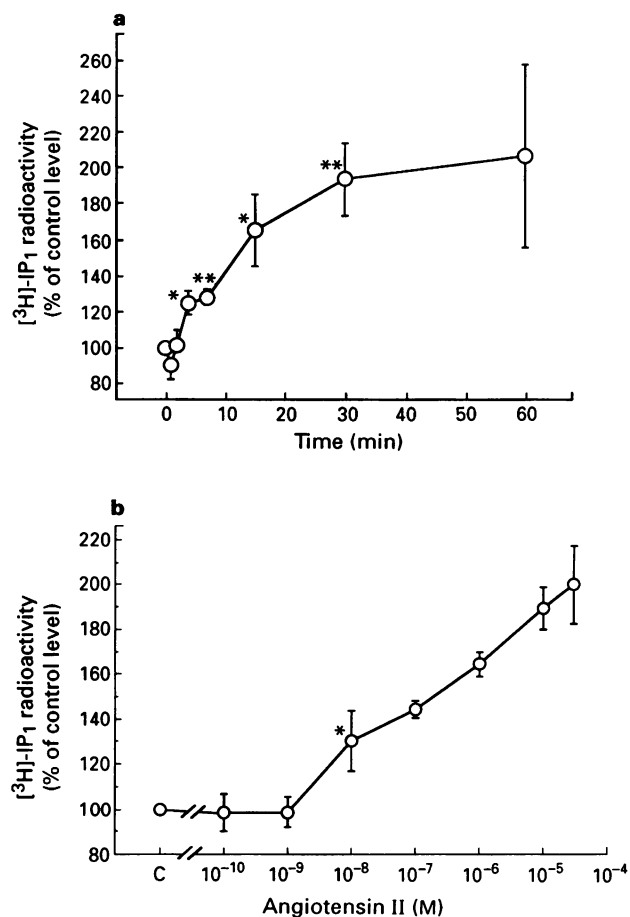 a
260
240
220
200
180
160
140
120
100
80
[³H]-IP₁ radioactivity
(% of control level)
* ** * **
0 10 20 30 40 50 60
Time (min)
b
220
200
180
160
140
120
100
80
[³H]-IP₁ radioactivity
(% of control level)
*
C 10⁻¹⁰ 10⁻⁹ 10⁻⁸ 10⁻⁷ 10⁻⁶ 10⁻⁵ 10⁻⁴
Angiotensin II (M)